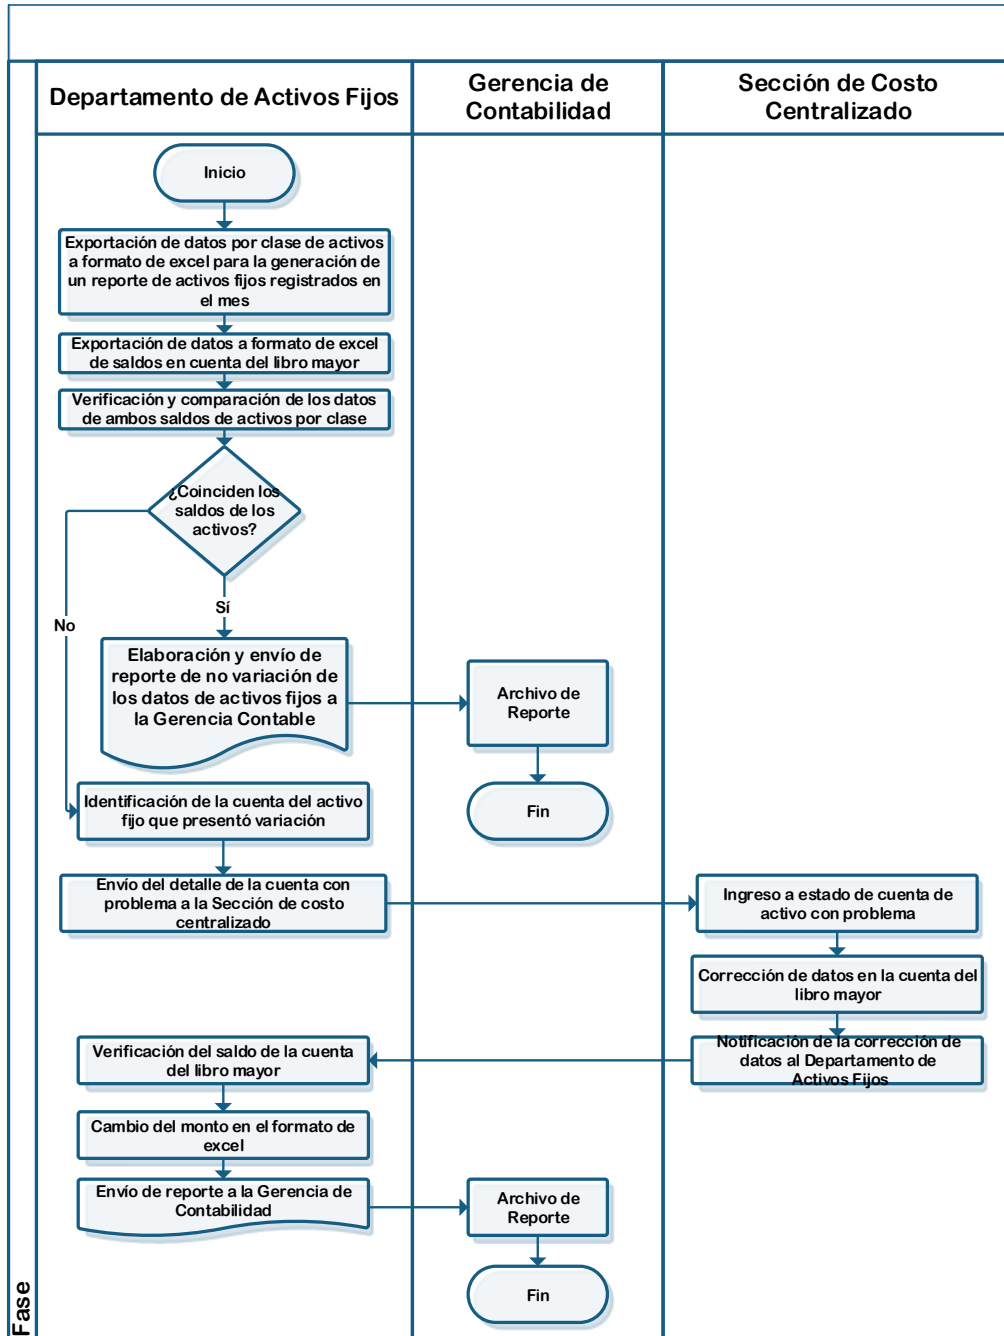 Departamento de Activos Fijos
Gerencia de
Contabilidad
Sección de Costo
Centralizado
Inicio
Exportación de datos por clase de activos
a formato de excel para la generación de
un reporte de activos fijos registrados en
el mes
Exportación de datos a formato de excel
de saldos en cuenta del libro mayor
Verificación y comparación de los datos
de ambos saldos de activos por clase
¿Coinciden los
saldos de los
activos?
Sí
No
Elaboración y envío de
reporte de no variación de
los datos de activos fijos a
la Gerencia Contable
Archivo de
Reporte
Fin
Identificación de la cuenta del activo
fijo que presentó variación
Envío del detalle de la cuenta con
problema a la Sección de costo
centralizado
Ingreso a estado de cuenta de
activo con problema
Corrección de datos en la cuenta del
libro mayor
Notificación de la corrección de
datos al Departamento de
Activos Fijos
Verificación del saldo de la cuenta
del libro mayor
Cambio del monto en el formato de
excel
Envío de reporte a la Gerencia de
Contabilidad
Archivo de
Reporte
Fin
Fase